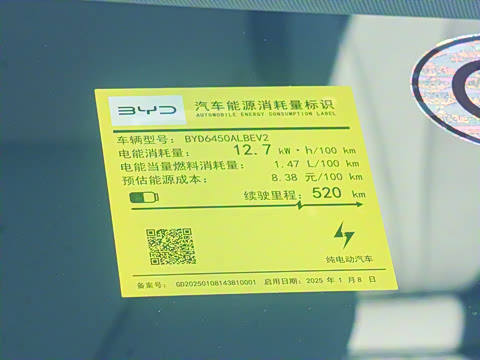 BYD
汽车能源消耗量标识
AUTOMOBILE ENERGY CONSUMPTION LABEL
车辆型号: BYD6450ALBEV2
电能消耗量: 12.7 kW·h/100 km
电能当量燃料消耗量: 1.47 L/100 km
预估能源成本: 8.38 元/100 km
续驶里程: 520 km
纯电动汽车
备案号: GD20250108143810001 启用日期: 2025 年 1 月 8 日